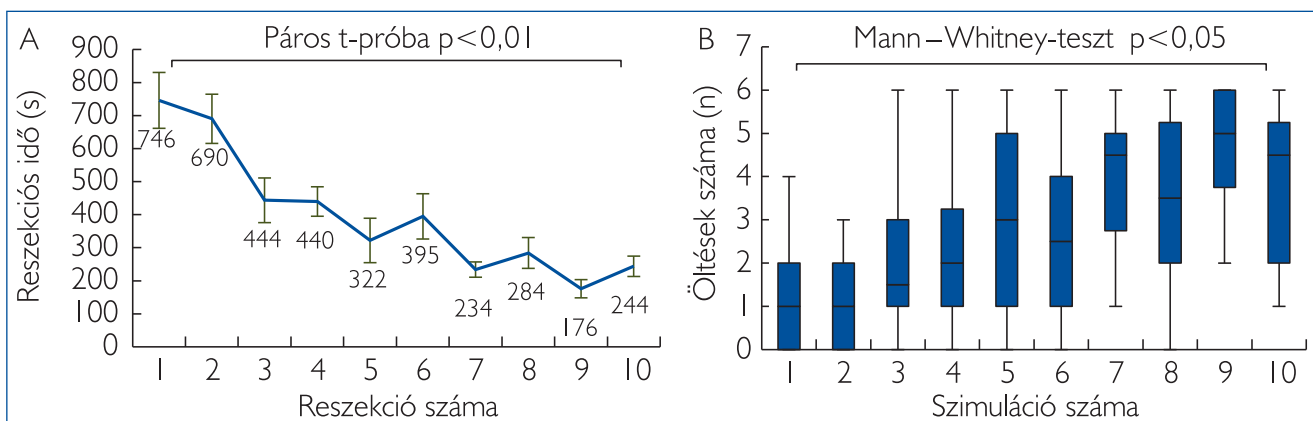 A
Páros t-próba p<0,01
900
800
700
600
500
400
300
200
100
0
Reszekciós idő (s)
746
690
444
440
322
395
234
284
176
244
1 2 3 4 5 6 7 8 9 10
Reszekció száma
B
Mann–Whitney-teszt p<0,05
7
6
5
4
3
2
1
0
Öltések száma (n)
1 2 3 4 5 6 7 8 9 10
Szimuláció száma